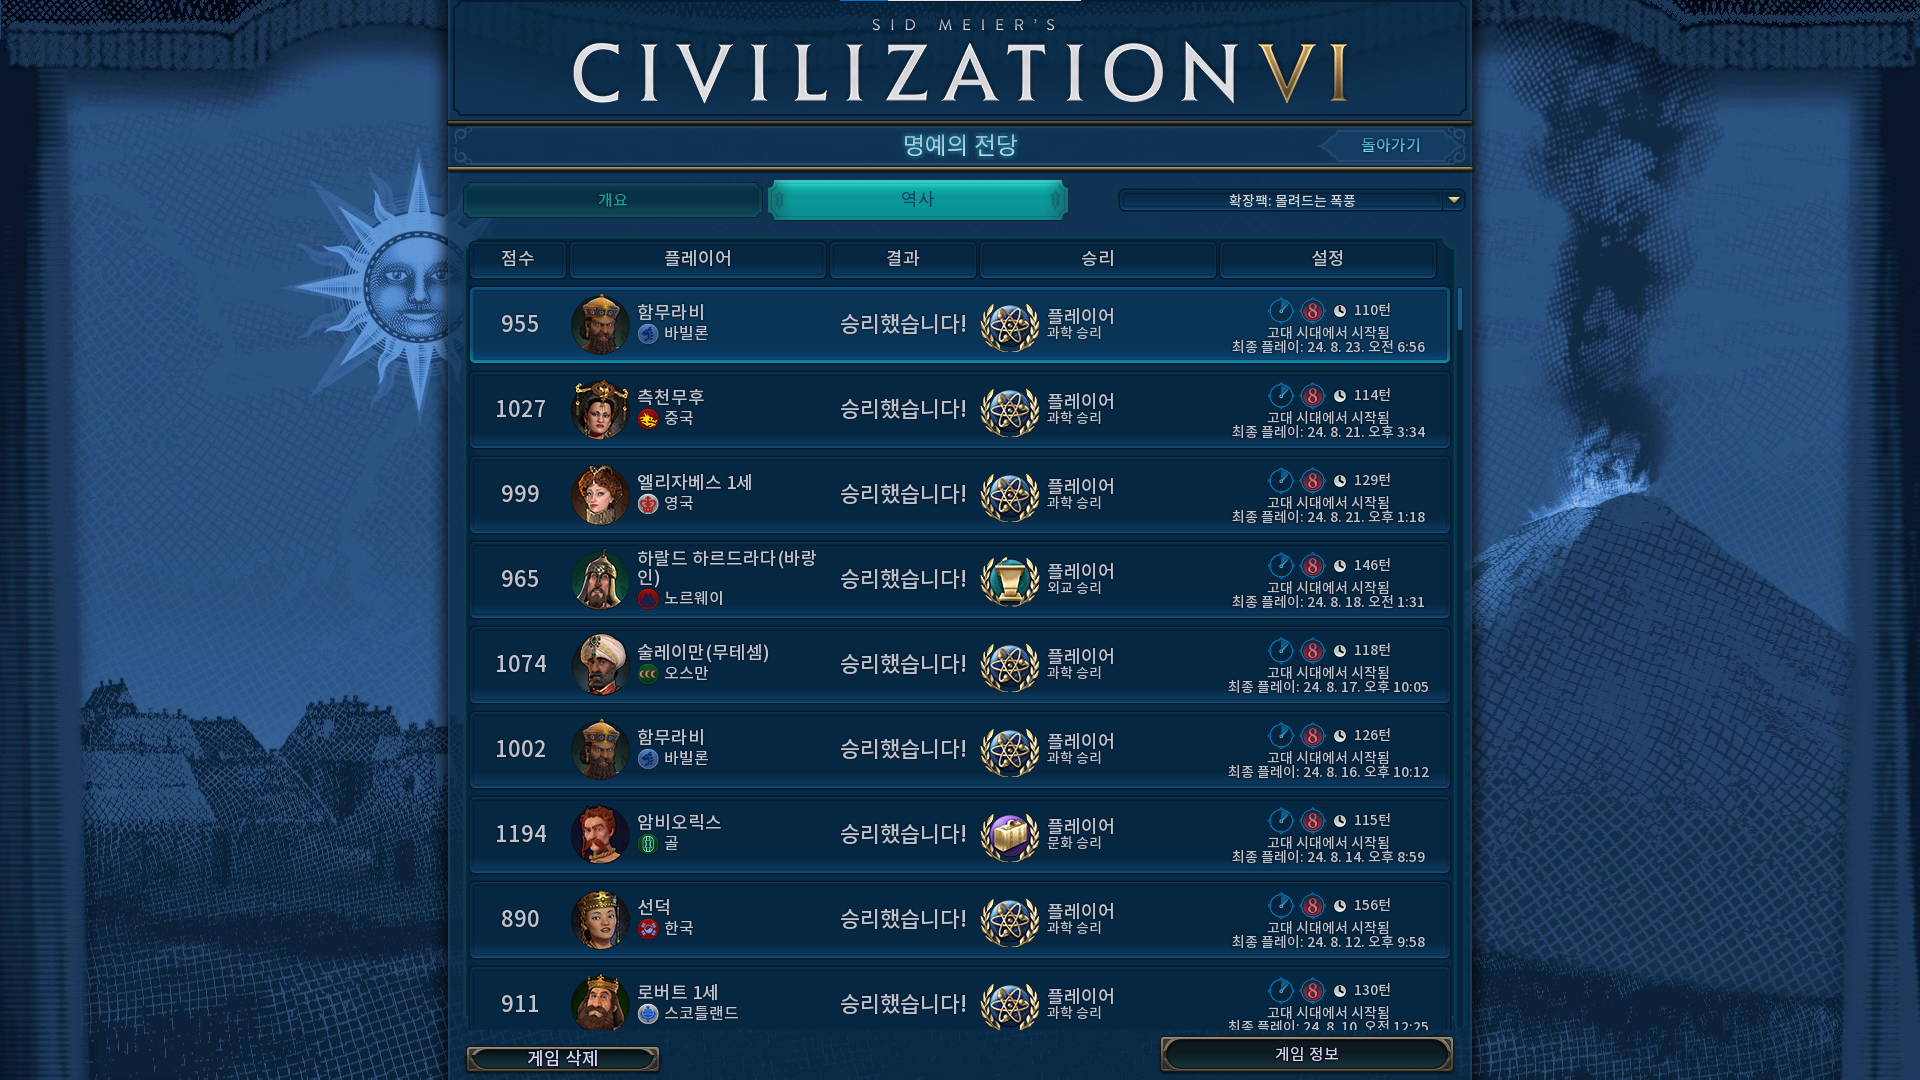 SID MEIER'S
CIVILIZATION VI
명예의 전당
돌아가기
개요
역사
확장팩: 몰려드는 폭풍
점수
플레이어
결과
승리
설정
955
함무라비
바빌론
승리했습니다!
플레이어
과학 승리
8
110턴
고대 시대에서 시작됨
최종 플레이: 24. 8. 23. 오전 6:56
1027
측천무후
중국
승리했습니다!
플레이어
과학 승리
8
114턴
고대 시대에서 시작됨
최종 플레이: 24. 8. 21. 오후 3:34
999
엘리자베스 1세
영국
승리했습니다!
플레이어
과학 승리
8
129턴
고대 시대에서 시작됨
최종 플레이: 24. 8. 21. 오후 1:18
965
하랄드 하르드라다(바랑
인)
노르웨이
승리했습니다!
플레이어
외교 승리
8
146턴
고대 시대에서 시작됨
최종 플레이: 24. 8. 18. 오전 1:31
1074
술레이만(무테셈)
오스만
승리했습니다!
플레이어
과학 승리
8
118턴
고대 시대에서 시작됨
최종 플레이: 24. 8. 17. 오후 10:05
1002
함무라비
바빌론
승리했습니다!
플레이어
과학 승리
8
126턴
고대 시대에서 시작됨
최종 플레이: 24. 8. 16. 오후 10:12
1194
암비오릭스
골
승리했습니다!
플레이어
문화 승리
8
115턴
고대 시대에서 시작됨
최종 플레이: 24. 8. 14. 오후 8:59
890
선덕
한국
승리했습니다!
플레이어
과학 승리
8
156턴
고대 시대에서 시작됨
최종 플레이: 24. 8. 12. 오후 9:58
911
로버트 1세
스코틀랜드
승리했습니다!
플레이어
과학 승리
8
130턴
고대 시대에서 시작됨
최종 플레이: 24. 8. 10. 오전 12:25
게임 삭제
게임 정보